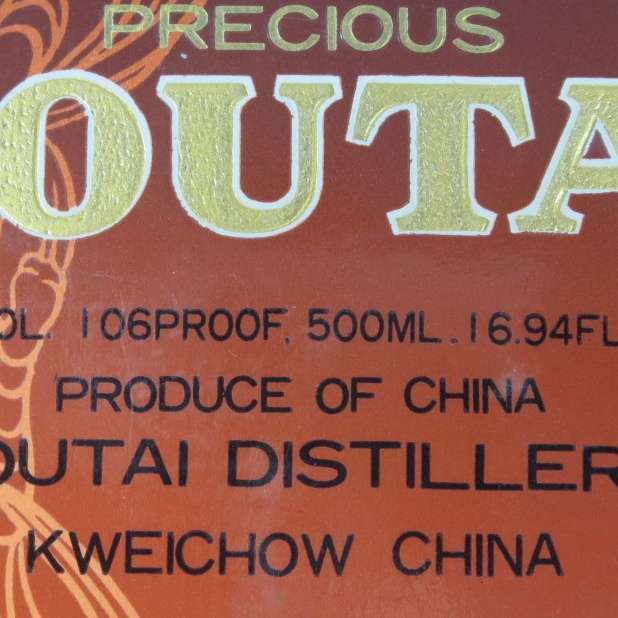 PRECIOUS
OUTA
OL. 106PROOF, 500ML. 16.94FL
PRODUCE OF CHINA
OUTAI DISTILLER
KWEICHOW CHINA